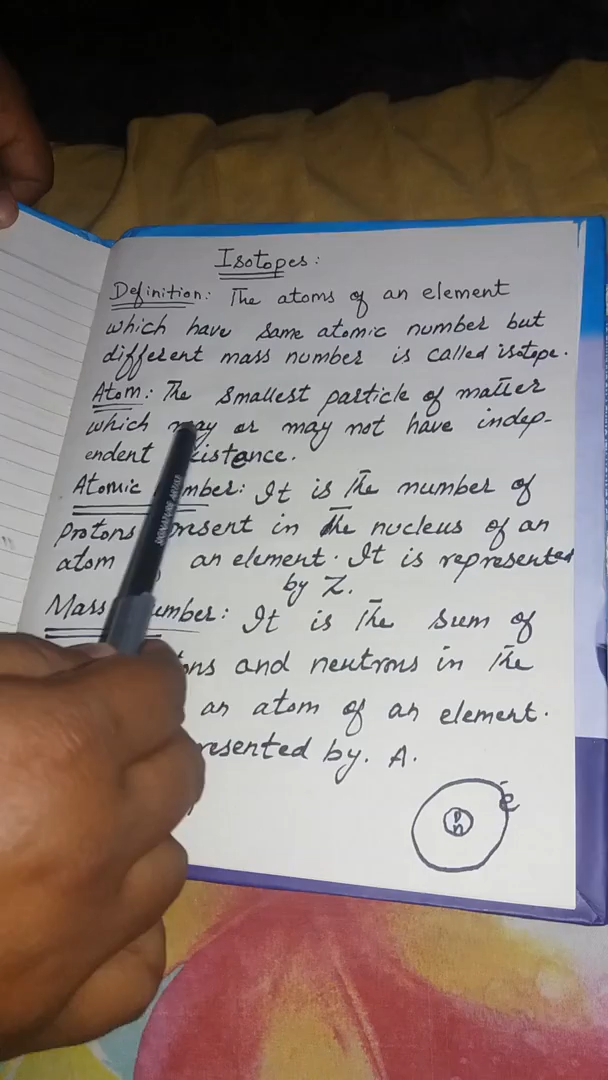 Isotopes:
Definition: The atoms of an element
which have same atomic number but
different mass number is called isotope.
Atom: The smallest particle of matter
which may or may not have indep-
endent istence.
Atomic mber: It is the number of
Protons present in the nucleus of an
atom an element. It is represented
by Z.
Mass umber: It is the sum of
ons and neutrons in the
an atom of an element.
resented by. A.
e
p
n